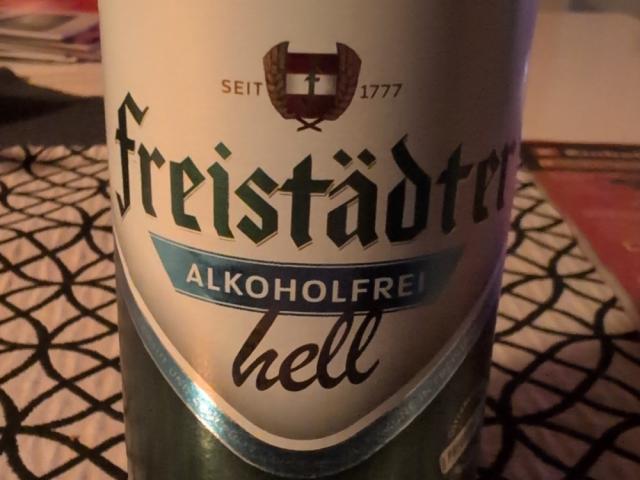 SEIT 1777
freistädter
ALKOHOLFREI
hell